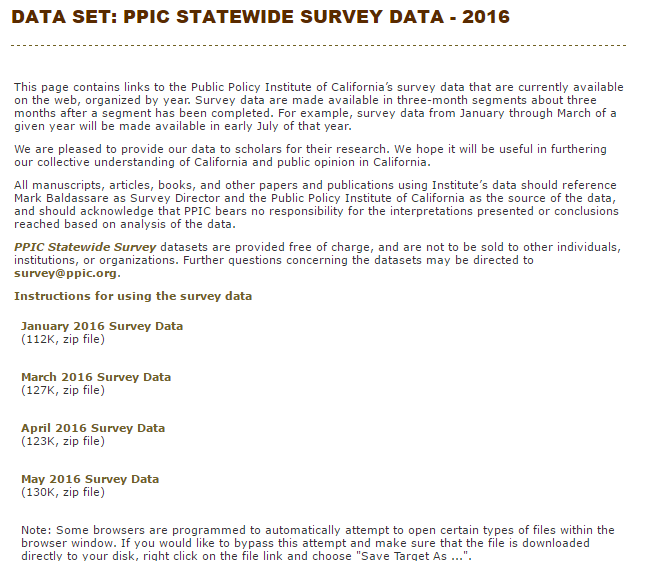 DATA SET: PPIC STATEWIDE SURVEY DATA - 2016
This page contains links to the Public Policy Institute of California's survey data that are currently available
on the web, organized by year. Survey data are made available in three-month segments about three
months after a segment has been completed. For example, survey data from January through March of a
given year will be made available in early July of that year.
We are pleased to provide our data to scholars for their research. We hope it will be useful in furthering
our collective understanding of California and public opinion in California.
All manuscripts, articles, books, and other papers and publications using Institute's data should reference
Mark Baldassare as Survey Director and the Public Policy Institute of California as the source of the data,
and should acknowledge that PPIC bears no responsibility for the interpretations presented or conclusions
reached based on analysis of the data.
PPIC Statewide Survey datasets are provided free of charge, and are not to be sold to other individuals,
institutions, or organizations. Further questions concerning the datasets may be directed to
survey@ppic.org.
Instructions for using the survey data
January 2016 Survey Data
(112K, zip file)
March 2016 Survey Data
(127K, zip file)
April 2016 Survey Data
(123K, zip file)
May 2016 Survey Data
(130K, zip file)
Note: Some browsers are programmed to automatically attempt to open certain types of files within the
browser window. If you would like to bypass this attempt and make sure that the file is downloaded
directly to your disk, right click on the file link and choose "Save Target As ...".